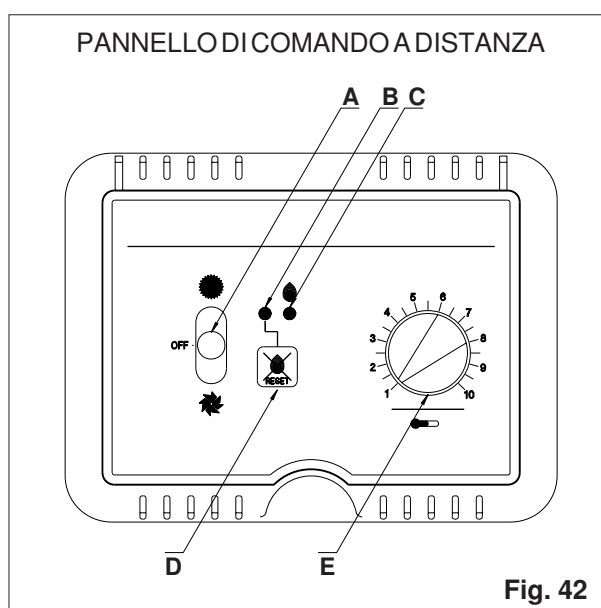 PANNELLO DI COMANDO A DISTANZA
A B C
OFF
RESET
1 2 3 4 5 6 7 8 9 10
D E
Fig. 42